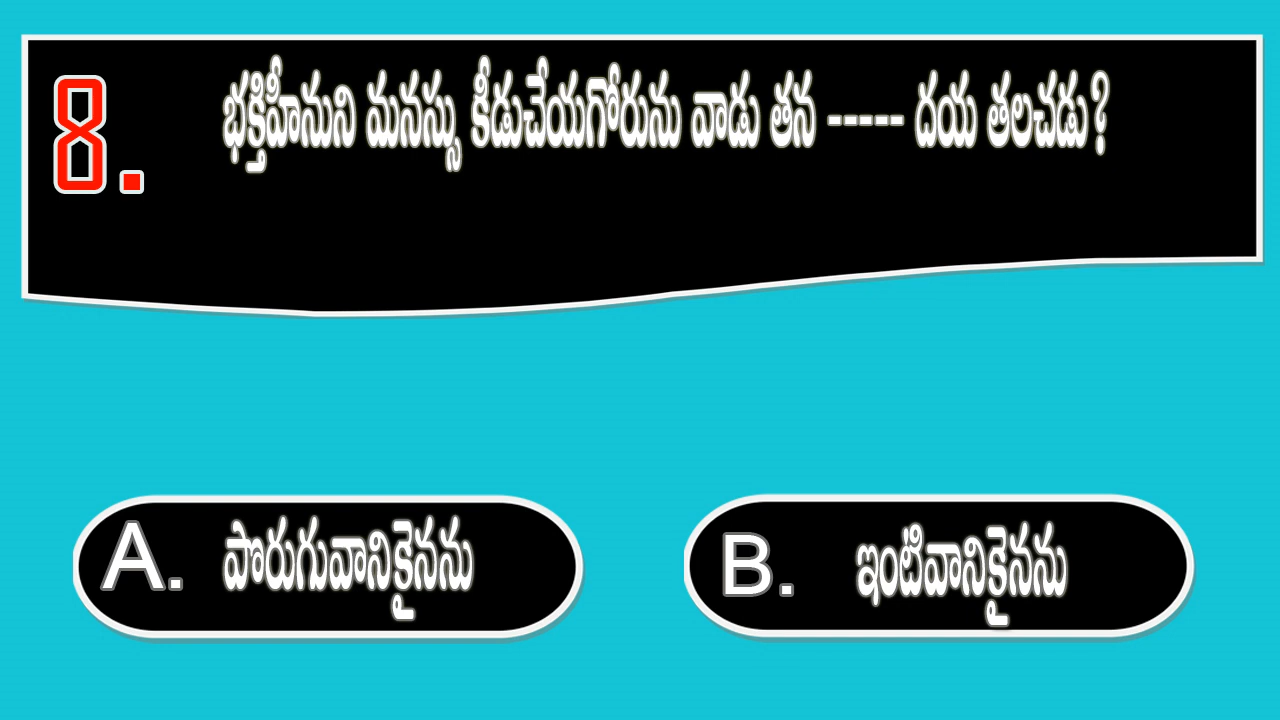 8. భక్తిహీనుని మనస్సు కీడుచేయగోరును వాడు తన ----- దయ తలచడు?
A. పొరుగువానికైనను
B. ఇంటివానికైనను